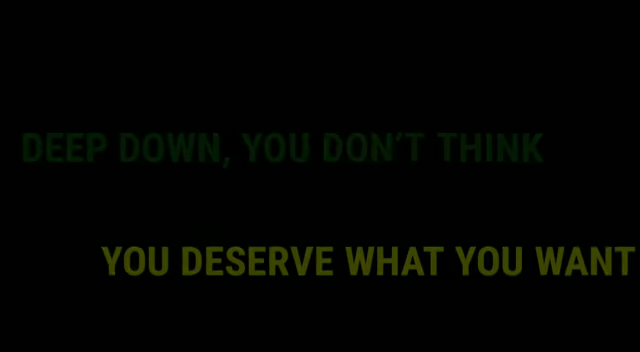 DEEP DOWN, YOU DON'T THINK
YOU DESERVE WHAT YOU WANT